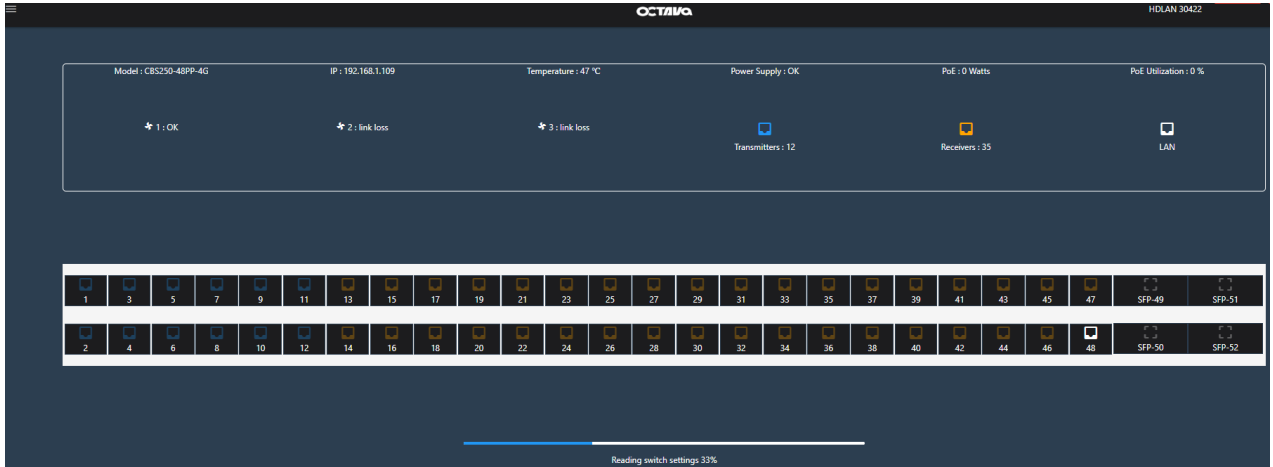 OCTAVA
HDLAN 30422
Model : CBS250-48PP-4G
IP : 192.168.1.109
Temperature : 47 °C
Power Supply : OK
PoE : 0 Watts
PoE Utilization : 0 %
1 : OK
2 : link loss
3 : link loss
Transmitters : 12
Receivers : 35
LAN
1 3 5 7 9 11 13 15 17 19 21 23 25 27 29 31 33 35 37 39 41 43 45 47 SFP-49 SFP-51
2 4 6 8 10 12 14 16 18 20 22 24 26 28 30 32 34 36 38 40 42 44 46 48 SFP-50 SFP-52
Reading switch settings 33%